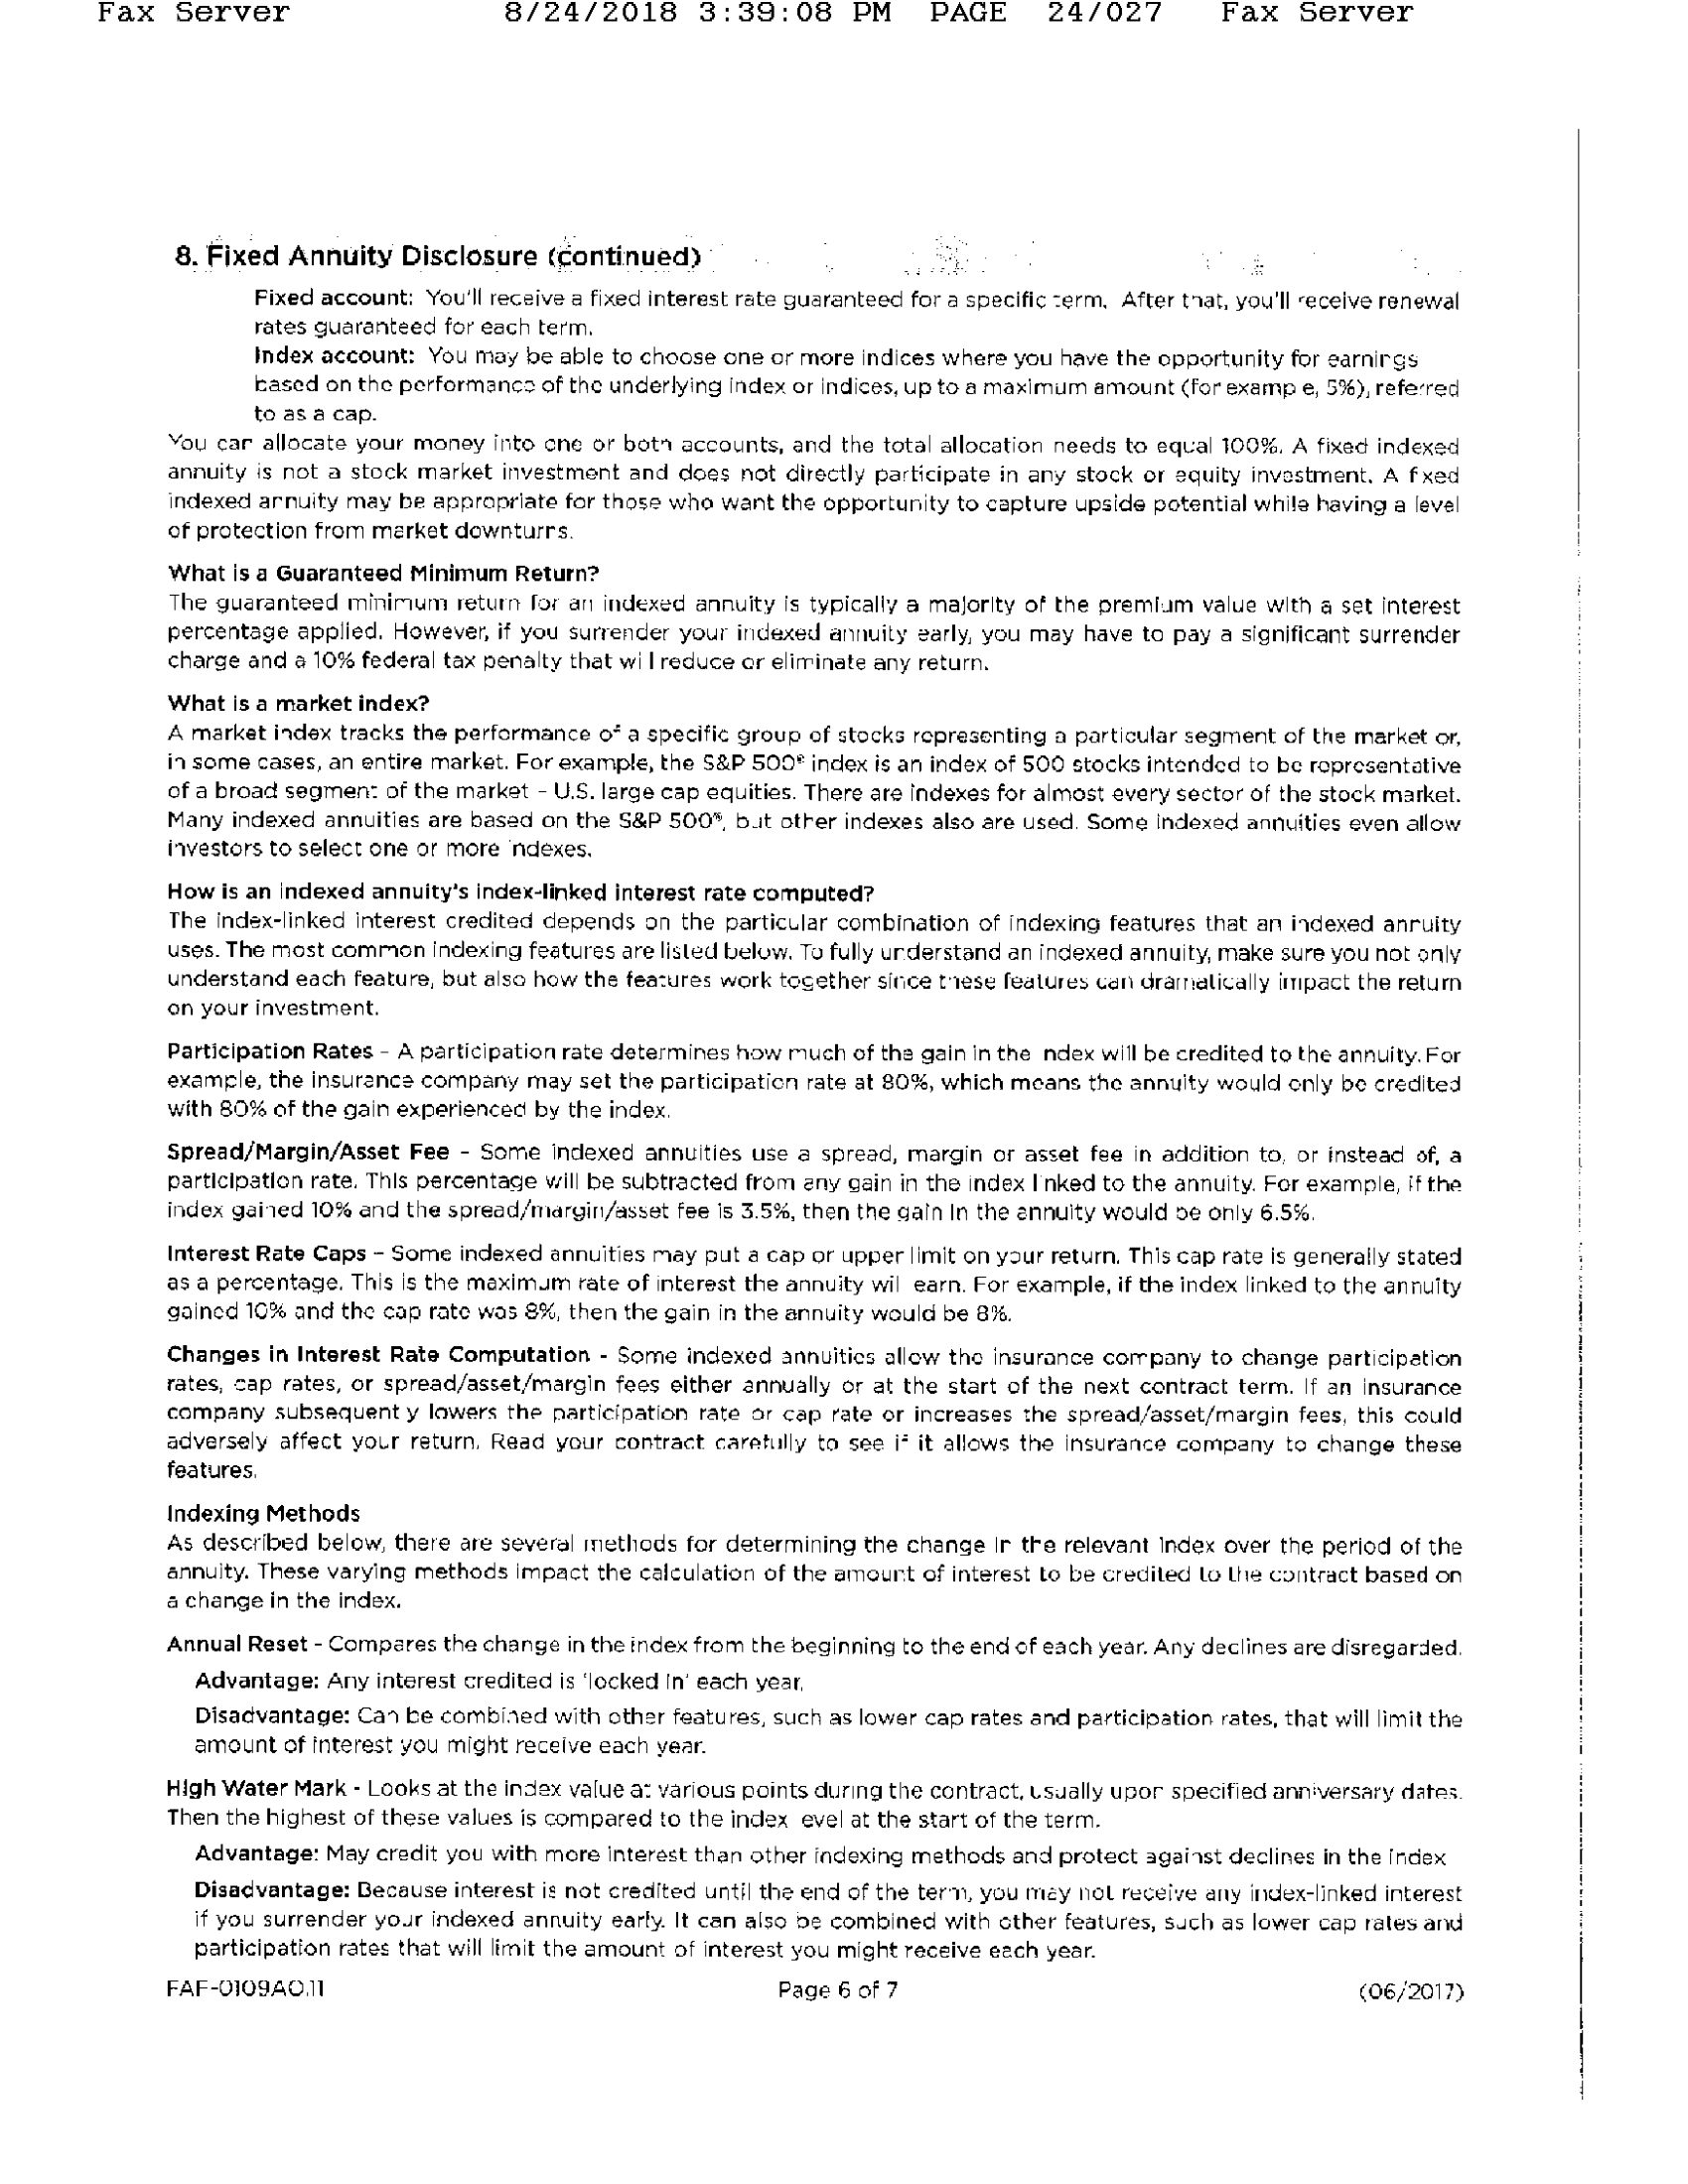 Fax Server 8/24/2018 3:39:08 PM PAGE 24/027 Fax Server
8. Fixed Annuity Disclosure (continued)
Fixed account: You'll receive a fixed interest rate guaranteed for a specific term. After that, you'll receive renewal
rates guaranteed for each term.
Index account: You may be able to choose one or more indices where you have the opportunity for earnings
based on the performance of the underlying index or indices, up to a maximum amount (for example, 5%), referred
to as a cap.
You can allocate your money into one or both accounts, and the total allocation needs to equal 100%. A fixed indexed
annuity is not a stock market investment and does not directly participate in any stock or equity investment. A fixed
indexed annuity may be appropriate for those who want the opportunity to capture upside potential while having a level
of protection from market downturns.
What is a Guaranteed Minimum Return?
The guaranteed minimum return for an indexed annuity is typically a majority of the premium value with a set interest
percentage applied. However, if you surrender your indexed annuity early, you may have to pay a significant surrender
charge and a 10% federal tax penalty that will reduce or eliminate any return.
What is a market index?
A market index tracks the performance of a specific group of stocks representing a particular segment of the market or,
in some cases, an entire market. For example, the S&P 500® index is an index of 500 stocks intended to be representative
of a broad segment of the market - U.S. large cap equities. There are indexes for almost every sector of the stock market.
Many indexed annuities are based on the S&P 500®, but other indexes also are used. Some indexed annuities even allow
investors to select one or more indexes.
How is an indexed annuity's index-linked interest rate computed?
The index-linked interest credited depends on the particular combination of indexing features that an indexed annuity
uses. The most common indexing features are listed below. To fully understand an indexed annuity, make sure you not only
understand each feature, but also how the features work together since these features can dramatically impact the return
on your investment.
Participation Rates - A participation rate determines how much of the gain in the index will be credited to the annuity. For
example, the insurance company may set the participation rate at 80%, which means the annuity would only be credited
with 80% of the gain experienced by the index.
Spread/Margin/Asset Fee - Some indexed annuities use a spread, margin or asset fee in addition to, or instead of, a
participation rate. This percentage will be subtracted from any gain in the index linked to the annuity. For example, if the
index gained 10% and the spread/margin/asset fee is 3.5%, then the gain in the annuity would be only 6.5%.
Interest Rate Caps - Some indexed annuities may put a cap or upper limit on your return. This cap rate is generally stated
as a percentage. This is the maximum rate of interest the annuity will earn. For example, if the index linked to the annuity
gained 10% and the cap rate was 8%, then the gain in the annuity would be 8%.
Changes in Interest Rate Computation - Some indexed annuities allow the insurance company to change participation
rates, cap rates, or spread/asset/margin fees either annually or at the start of the next contract term. If an insurance
company subsequently lowers the participation rate or cap rate or increases the spread/asset/margin fees, this could
adversely affect your return. Read your contract carefully to see if it allows the insurance company to change these
features.
Indexing Methods
As described below, there are several methods for determining the change in the relevant index over the period of the
annuity. These varying methods impact the calculation of the amount of interest to be credited to the contract based on
a change in the index.
Annual Reset - Compares the change in the index from the beginning to the end of each year. Any declines are disregarded.
Advantage: Any interest credited is 'locked in' each year.
Disadvantage: Can be combined with other features, such as lower cap rates and participation rates, that will limit the
amount of interest you might receive each year.
High Water Mark - Looks at the index value at various points during the contract, usually upon specified anniversary dates.
Then the highest of these values is compared to the index level at the start of the term.
Advantage: May credit you with more interest than other indexing methods and protect against declines in the index
Disadvantage: Because interest is not credited until the end of the term, you may not receive any index-linked interest
if you surrender your indexed annuity early. It can also be combined with other features, such as lower cap rates and
participation rates that will limit the amount of interest you might receive each year.
FAF-0109AO.11 Page 6 of 7 (06/2017)